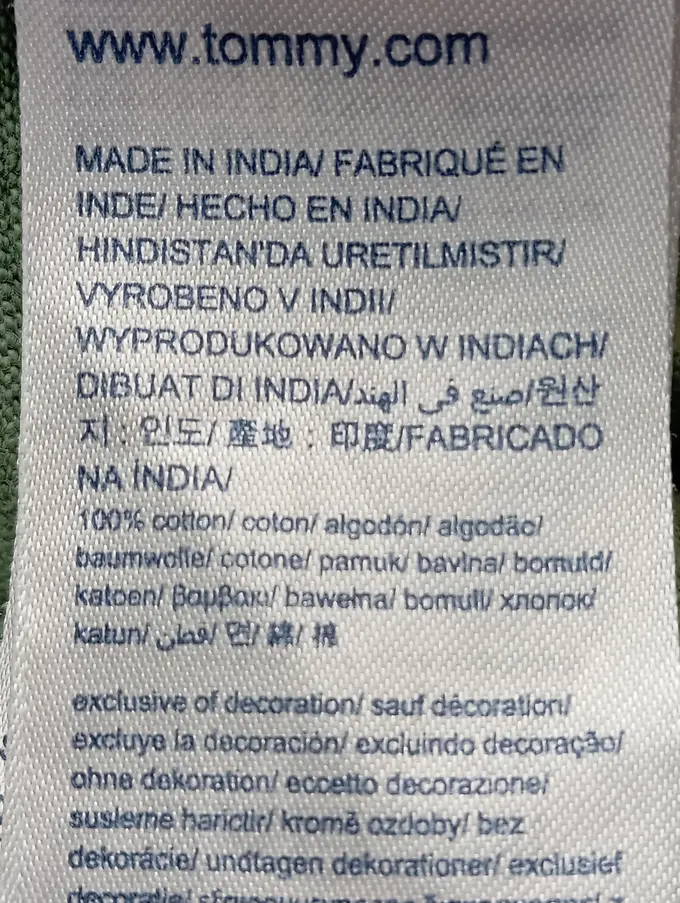 www.tommy.com
MADE IN INDIA/ FABRIQUÉ EN
INDE/ HECHO EN INDIA/
HINDISTAN'DA URETILMISTIR/
VYROBENO V INDII/
WYPRODUKOWANO W INDIACH/
DIBUAT DI INDIA/صنع في الهند/원산
지 : 인도/ 產地 : 印度/FABRICADO
NA ÍNDIA/
100% cotton/ coton/ algodón/ algodão/
baumwolle/ cotone/ pamuk/ bavlna/ bomuld/
katoen/ βαμβακι/ bawełna/ bomull/ хлопок/
katun/ قطن/ 면/ 綿/ 棉
exclusive of decoration/ sauf décoration/
excluye la decoración/ excluindo decoração/
ohne dekoration/ eccetto decorazione/
susleme harictir/ kromě ozdoby/ bez
dekorácie/ undtagen dekorationer/ exclusief
decoratie/